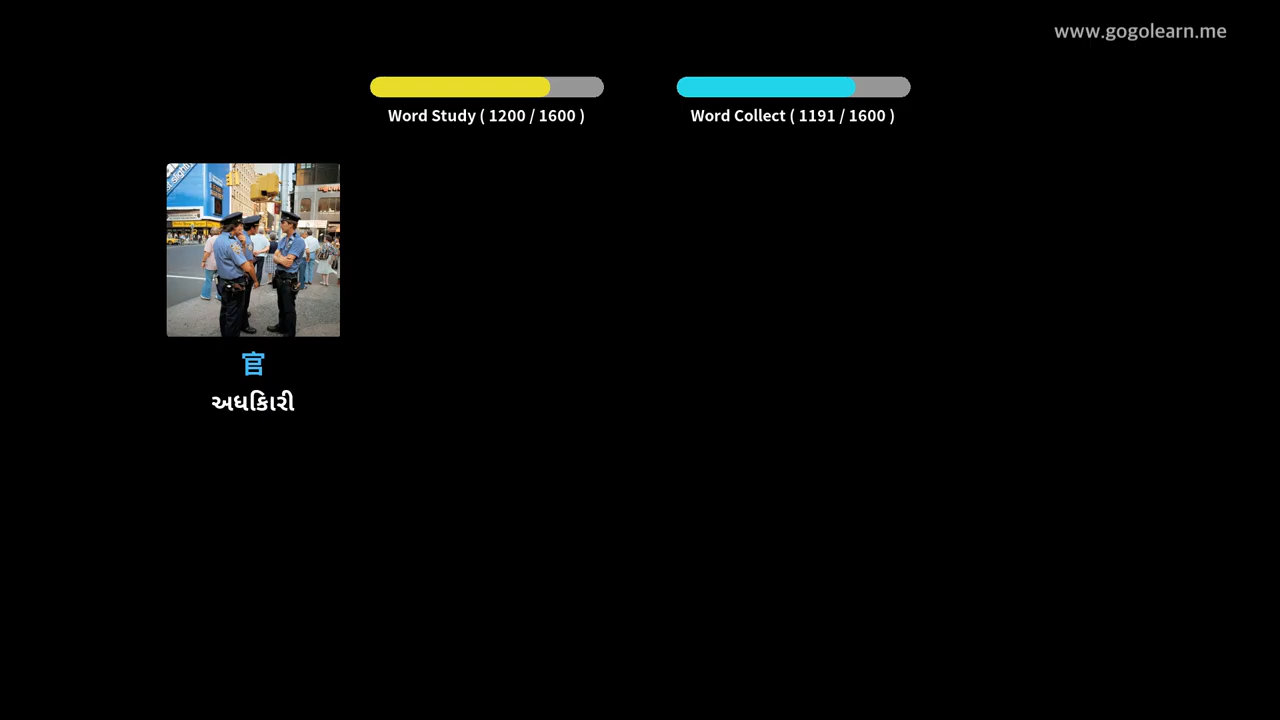 www.gogolearn.me
Word Study ( 1200 / 1600 )
Word Collect ( 1191 / 1600 )
官
અધિકારી